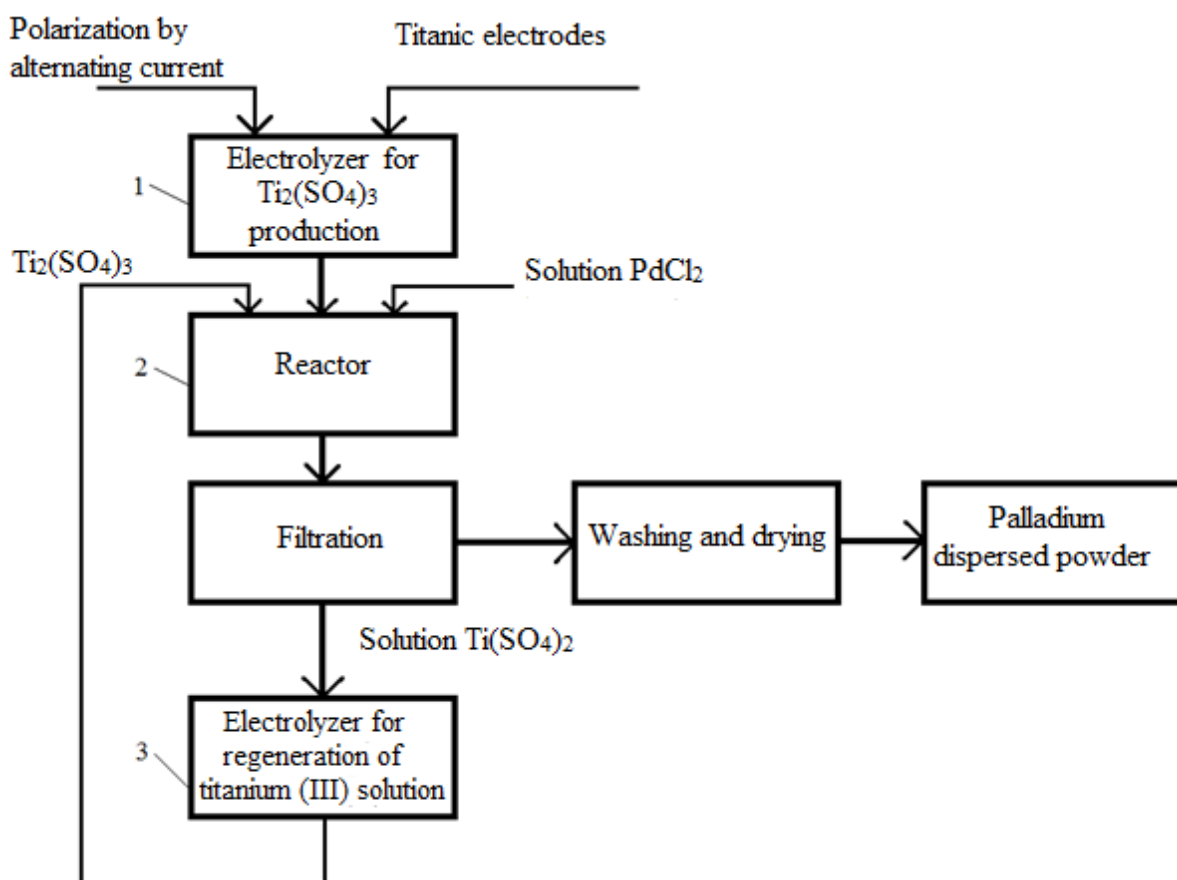 Polarization by
alternating current
Titanic electrodes
Electrolyzer for
Ti2(SO4)3
production
1
Ti2(SO4)3
Solution PdCl2
Reactor
2
Filtration
Washing and drying
Palladium
dispersed powder
Solution Ti(SO4)2
Electrolyzer for
regeneration of
titanium (III) solution
3